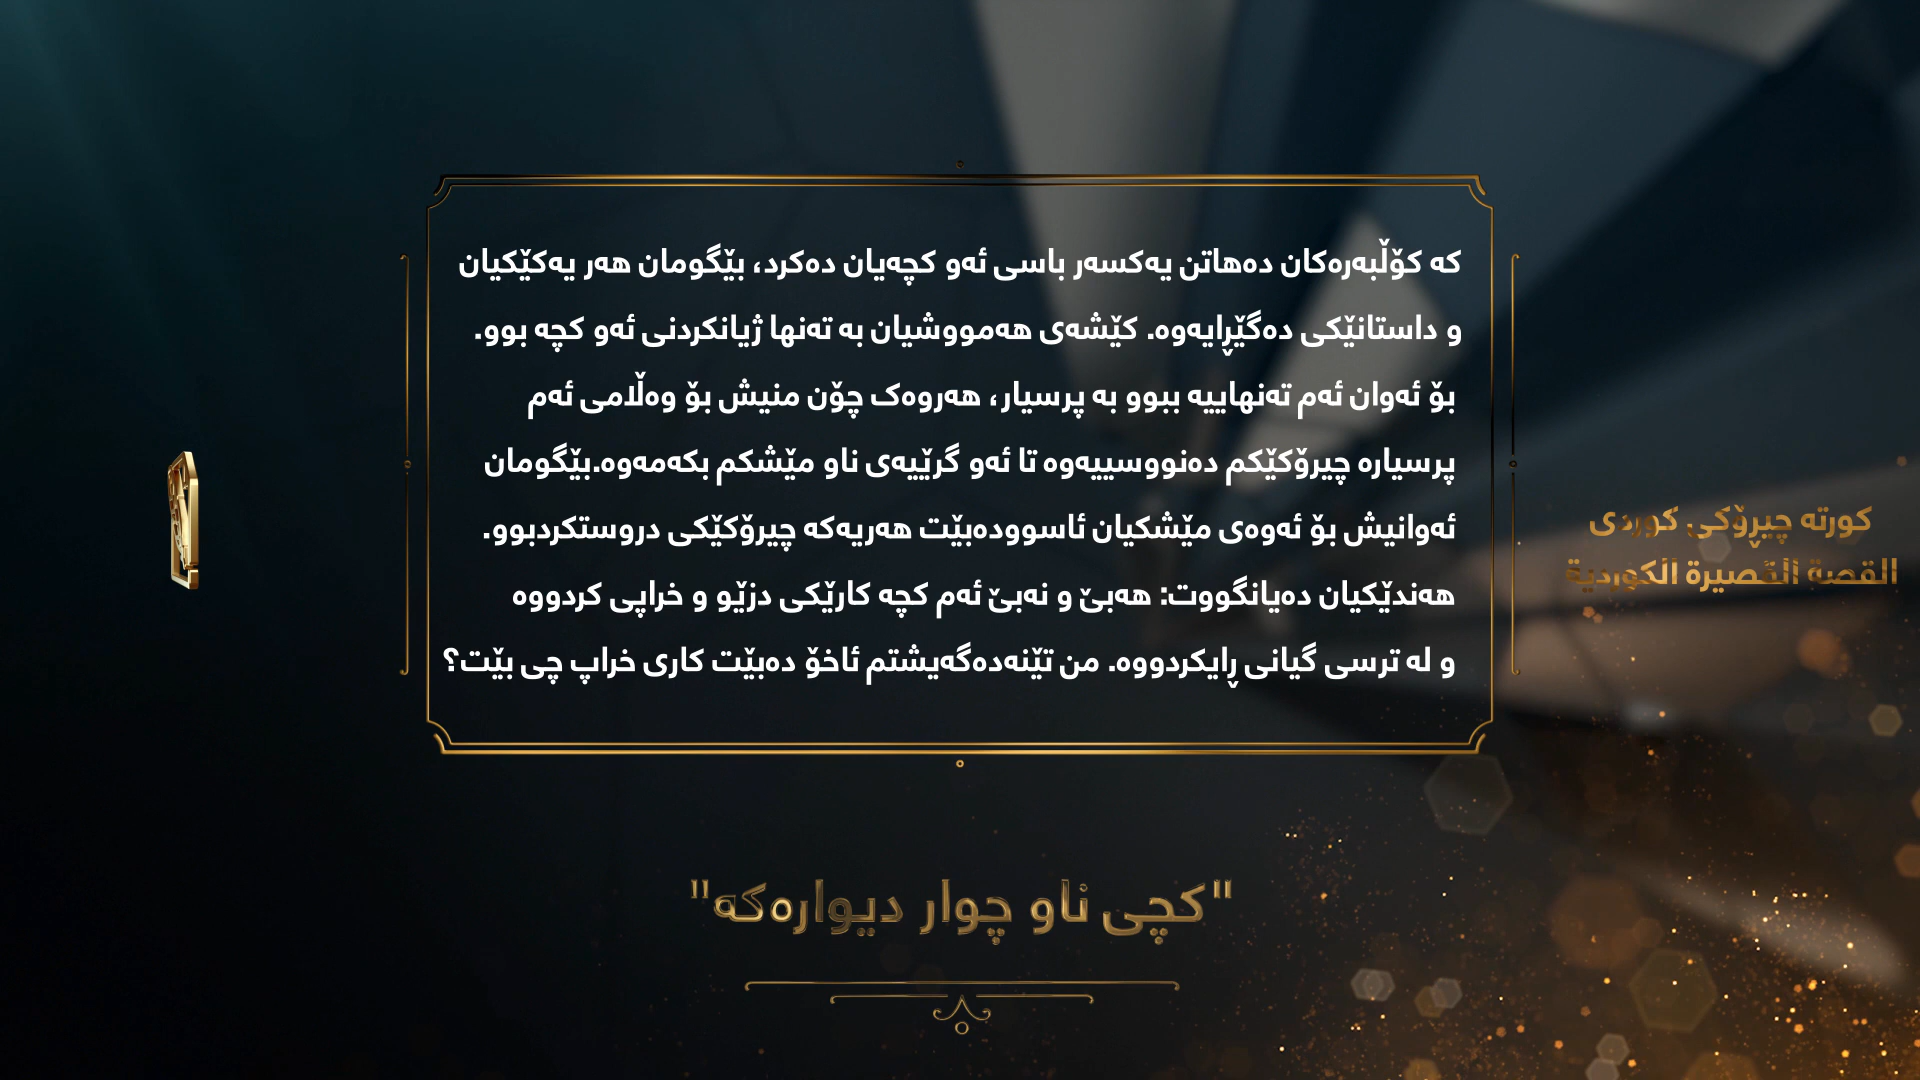 کە کۆڵبەرەکان دەهاتن یەکسەر باسی ئەو کچەیان دەکرد، بێگومان هەر یەکێکیان
و داستانێکی دەگێڕایەوە. کێشەی هەمووشیان بە تەنها ژیانکردنی ئەو کچە بوو.
بۆ ئەوان ئەم تەنهاییە ببوو بە پرسیار، هەروەک چۆن منیش بۆ وەڵامی ئەم
پرسیارە چیرۆکێکم دەنووسییەوە تا ئەو گرێیەی ناو مێشکم بکەمەوە.بێگومان
ئەوانیش بۆ ئەوەی مێشکیان ئاسوودەبێت هەریەکە چیرۆکێکی دروستکردبوو.
هەندێکیان دەیانگووت: هەبێ و نەبێ ئەم کچە کارێکی دزێو و خراپی کردووە
و لە ترسی گیانی ڕایکردووە. من تێنەدەگەیشتم ئاخۆ دەبێت کاری خراپ چی بێت؟
کورتە چیڕۆکی کوردی
القصة القصيرة الكوردية
"کچی ناو چوار دیوارەکە"